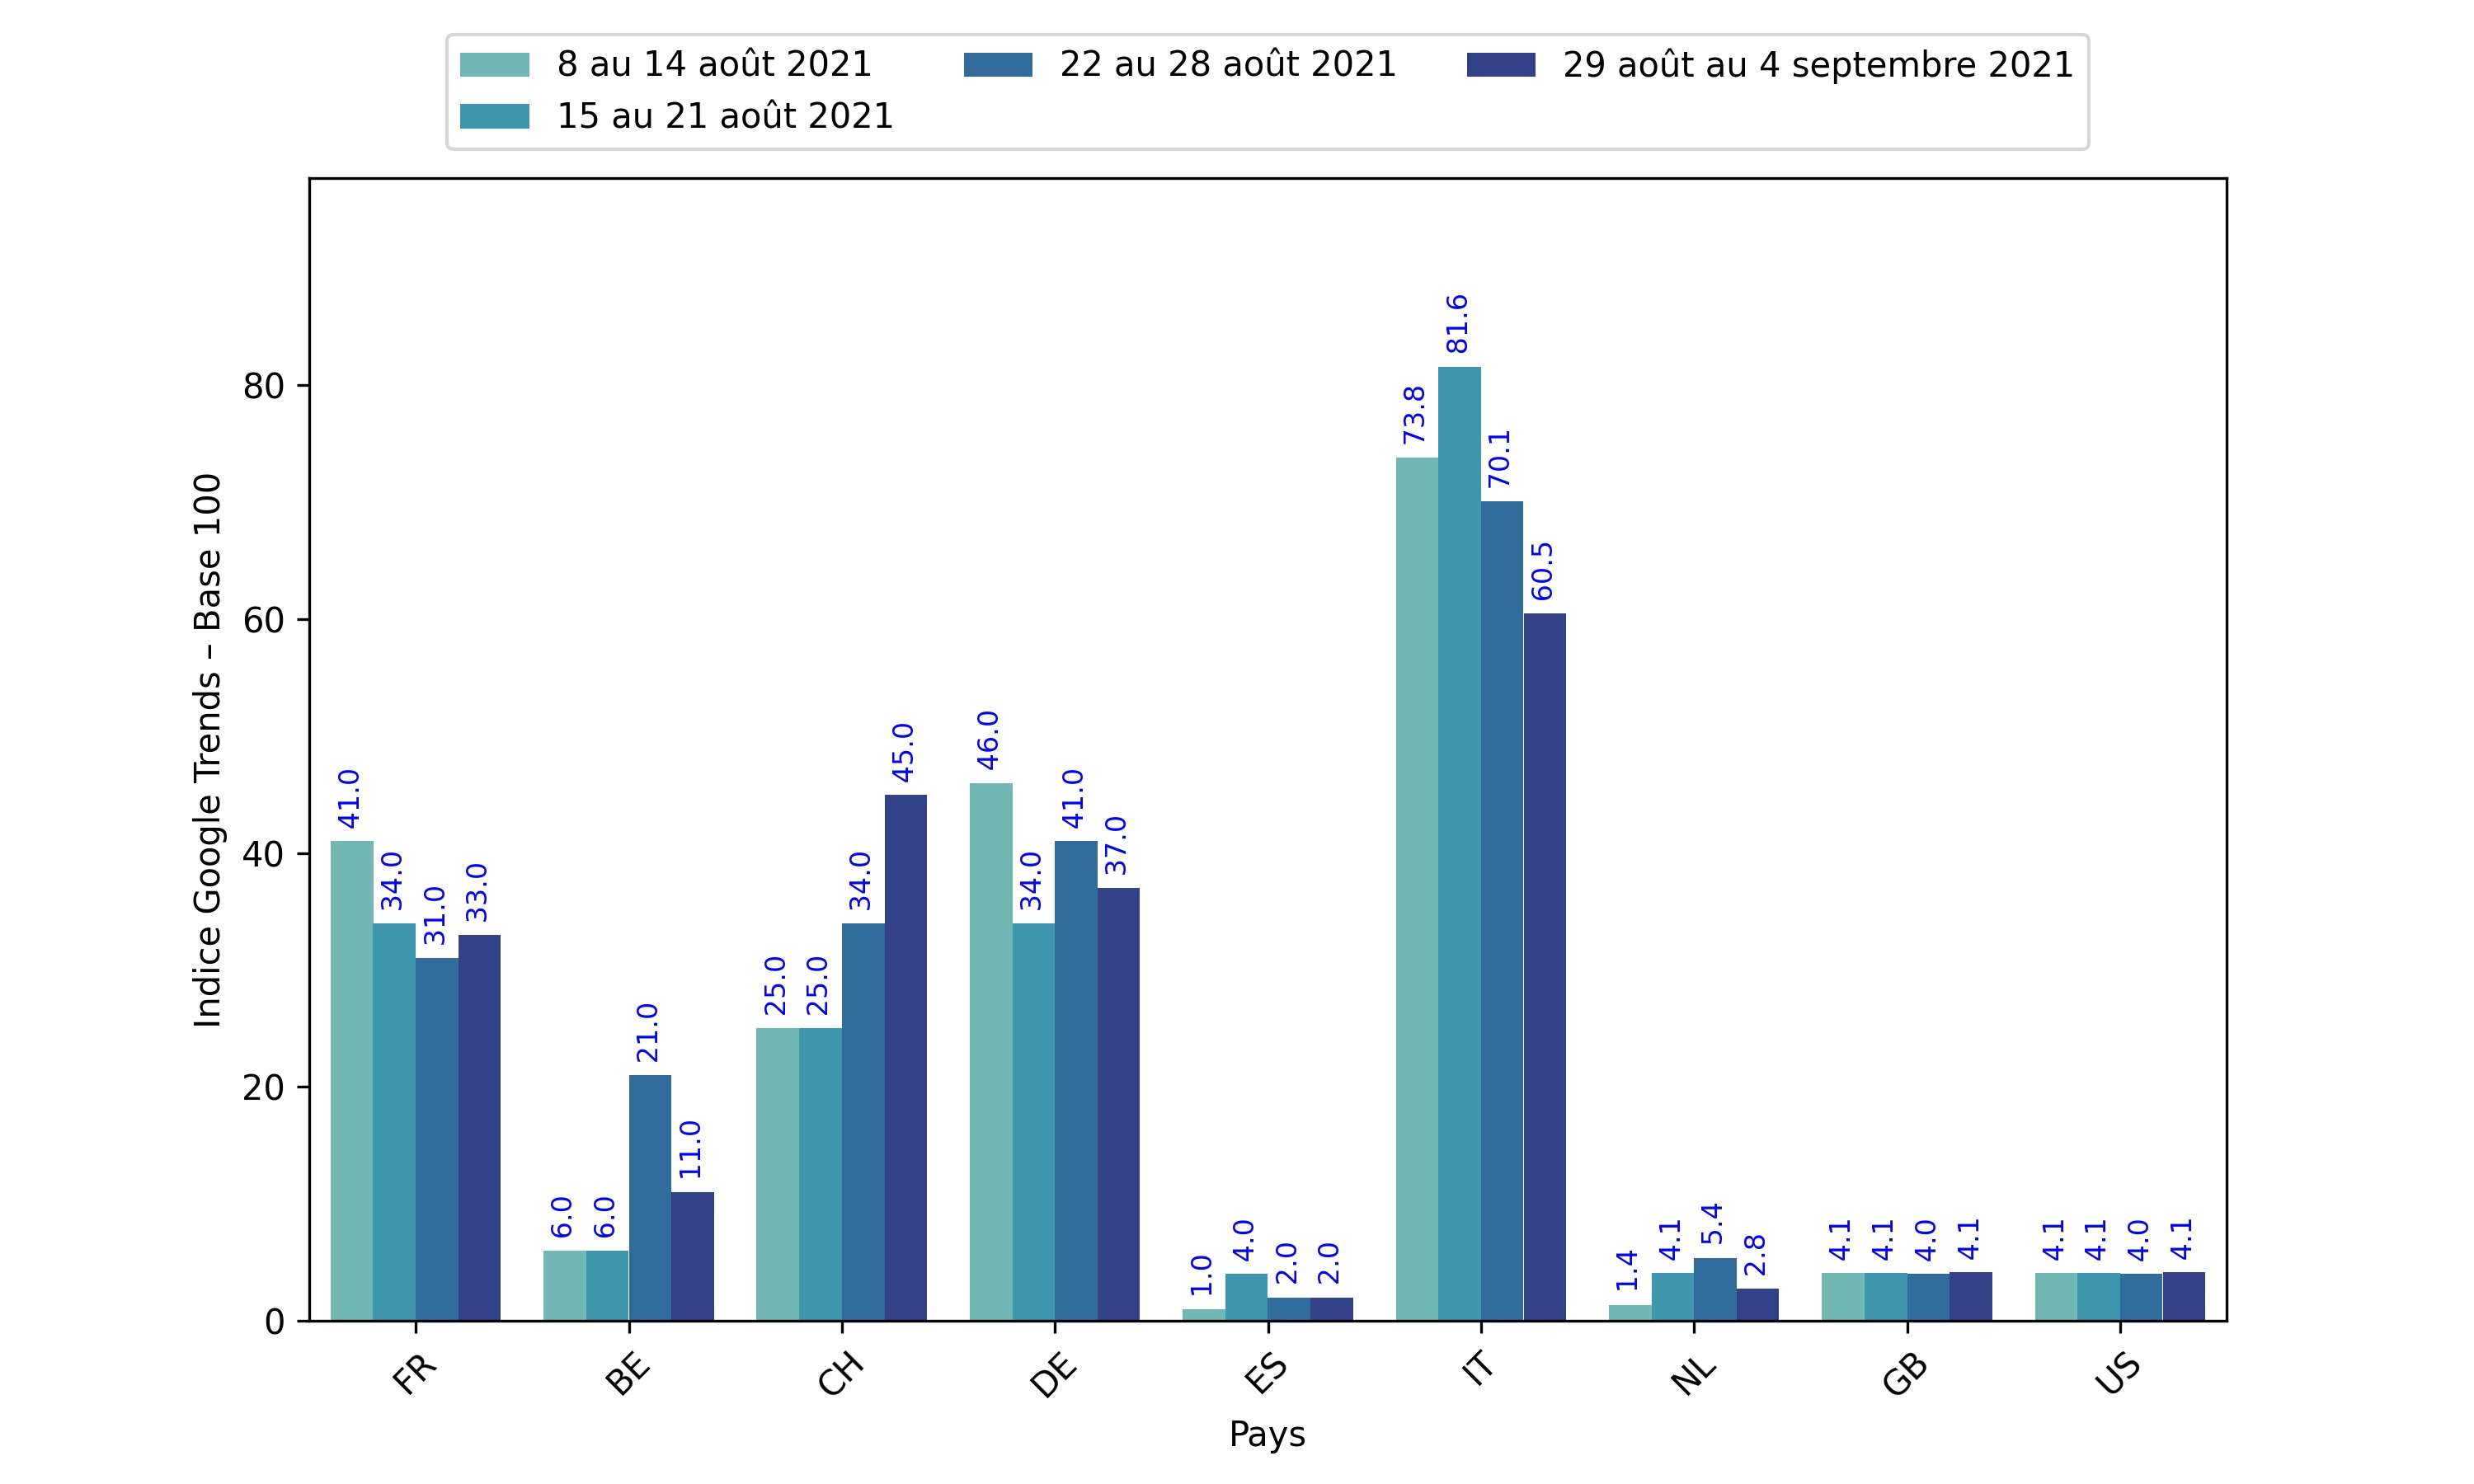 8 au 14 août 2021
15 au 21 août 2021
22 au 28 août 2021
29 août au 4 septembre 2021
Indice Google Trends – Base 100
80
60
40
20
0
41.0
34.0
31.0
33.0
6.0
6.0
21.0
11.0
25.0
25.0
34.0
45.0
46.0
34.0
41.0
37.0
1.0
4.0
2.0
2.0
73.8
81.6
70.1
60.5
1.4
4.1
5.4
2.8
4.1
4.1
4.0
4.1
4.1
4.1
4.0
4.1
FR
BE
CH
DE
ES
IT
NL
GB
US
Pays